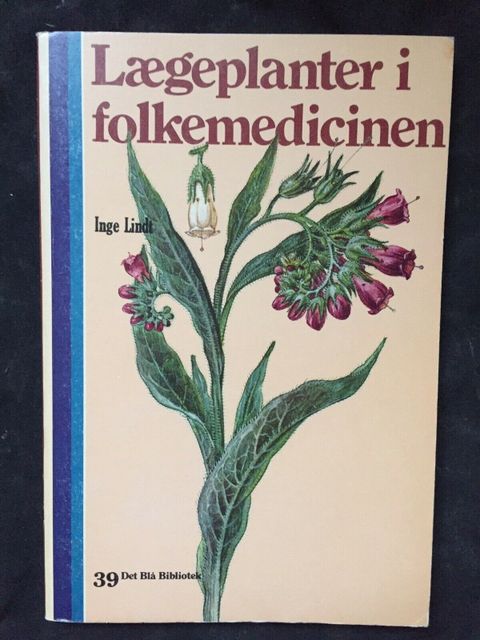 Lægeplanter i
folkemedicinen
Inge Lindt
39 Det Blå Bibliotek